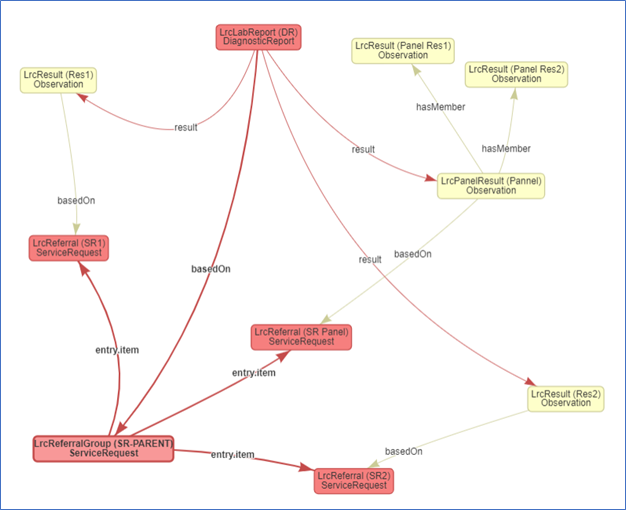 LrcLabReport (DR)
DiagnosticReport
LrcResult (Panel Res1)
Observation
LrcResult (Panel Res2)
Observation
LrcResult (Res1)
Observation
hasMember
result
hasMember
result
LrcPanelResult (Pannel)
Observation
basedOn
LrcReferral (SR1)
ServiceRequest
basedOn
result
basedOn
LrcReferral (SR Panel)
ServiceRequest
entry.item
entry.item
LrcResult (Res2)
Observation
LrcReferralGroup (SR-PARENT)
ServiceRequest
entry.item
basedOn
LrcReferral (SR2)
ServiceRequest